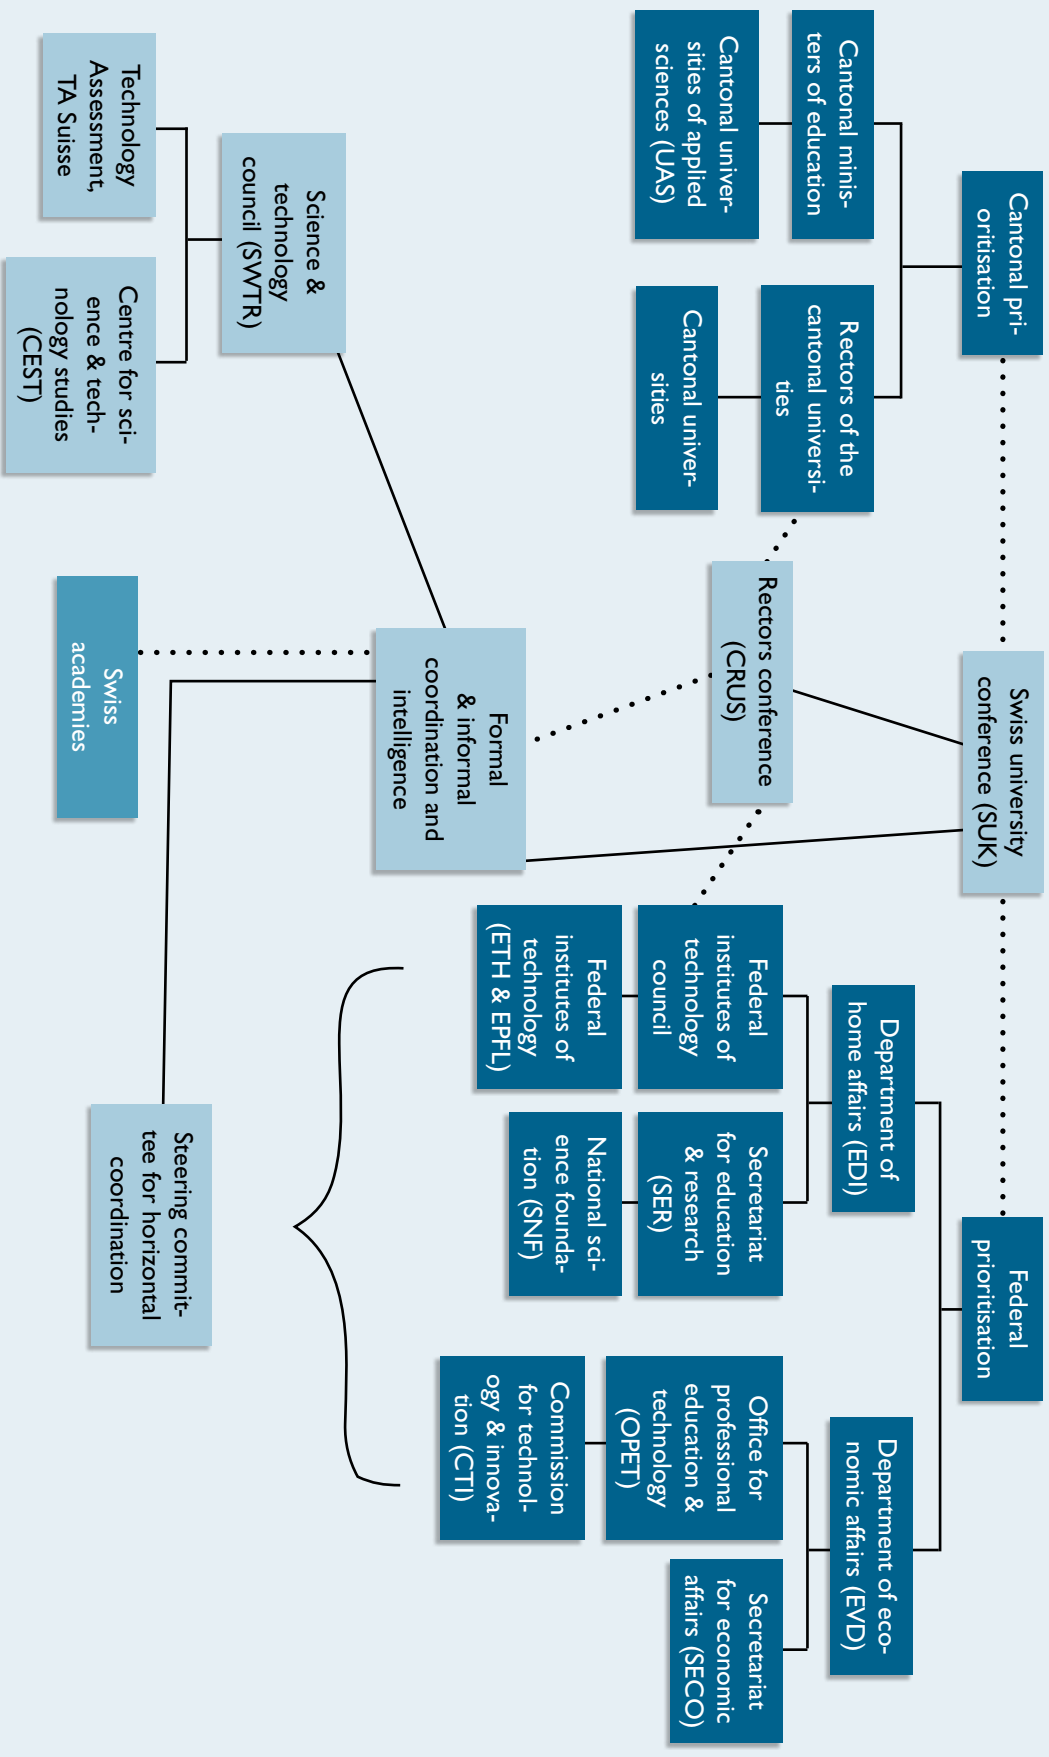 Cantonal pri-
oritisation
Swiss university
conference (SUK)
Federal
prioritisation
Cantonal minis-
ters of education
Rectors of the
cantonal universi-
ties
Department of
home affairs (EDI)
Department of eco-
nomic affairs (EVD)
Cantonal univer-
sities of applied
sciences (UAS)
Cantonal univer-
sities
Rectors conference
(CRUS)
Federal
institutes of
technology
council
Secretariat
for education
& research
(SER)
Office for
professional
education &
technology
(OPET)
Secretariat
for economic
affairs (SECO)
Federal
institutes of
technology
(ETH & EPFL)
National sci-
ence founda-
tion (SNF)
Commission
for technol-
ogy & innova-
tion (CTI)
Formal
& informal
coordination and
intelligence
Science &
technology
council (SWTR)
Technology
Assessment,
TA Suisse
Centre for sci-
ence & tech-
nology studies
(CEST)
Swiss
academies
Steering commit-
tee for horizontal
coordination